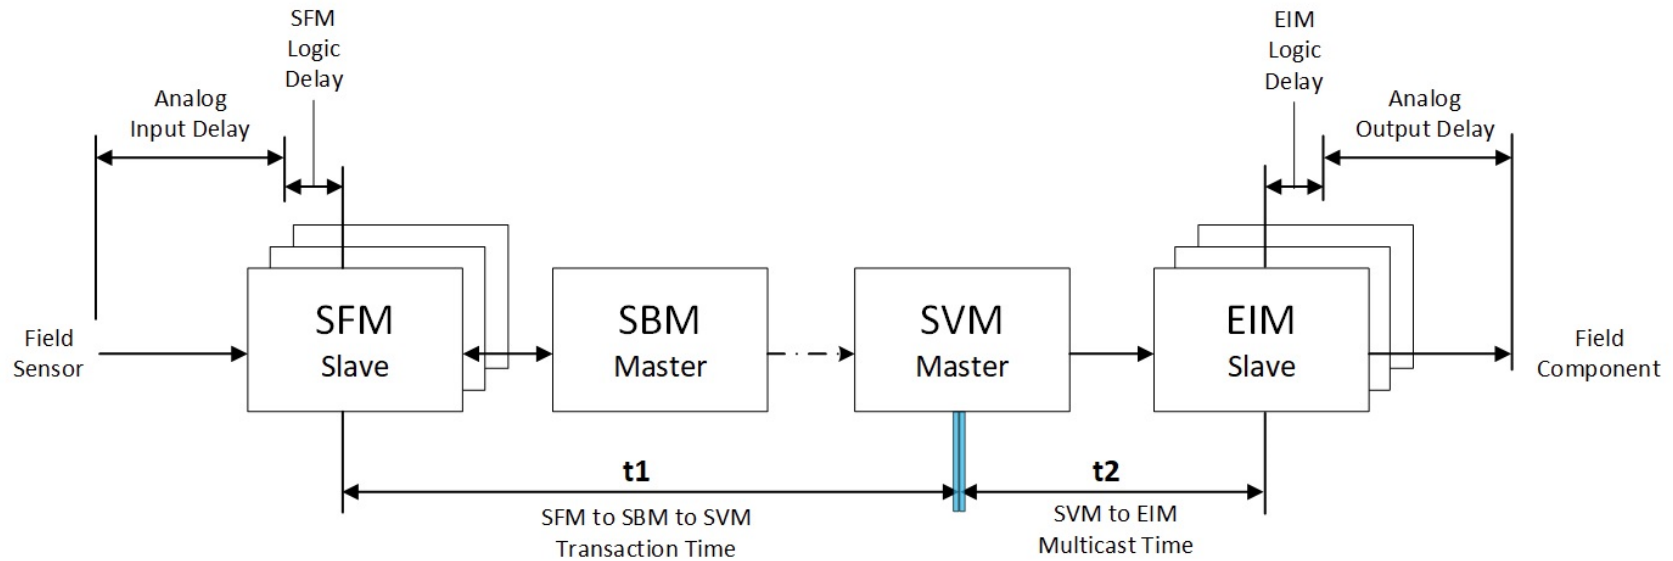 SFM
Logic
Delay
EIM
Logic
Delay
Analog
Input Delay
Analog
Output Delay
Field
Sensor
SFM
Slave
SBM
Master
SVM
Master
EIM
Slave
Field
Component
t1
SFM to SBM to SVM
Transaction Time
t2
SVM to EIM
Multicast Time